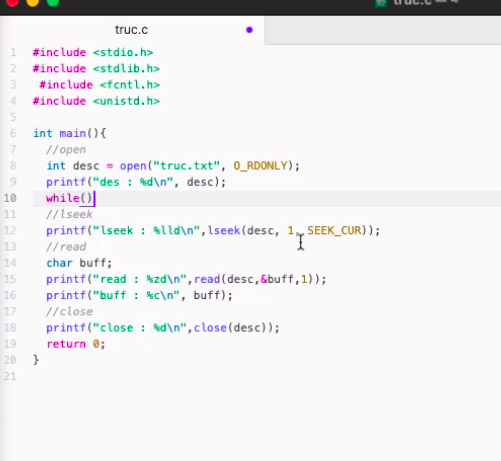 truc.c — ~
truc.c
1 #include <stdio.h>
2 #include <stdlib.h>
3  #include <fcntl.h>
4 #include <unistd.h>
5
6 int main(){
7   //open
8   int desc = open("truc.txt", O_RDONLY);
9   printf("des : %d\n", desc);
10   while()
11   //lseek
12   printf("lseek : %lld\n",lseek(desc, 1, SEEK_CUR));
13   //read
14   char buff;
15   printf("read : %zd\n",read(desc,&buff,1));
16   printf("buff : %c\n", buff);
17   //close
18   printf("close : %d\n",close(desc));
19   return 0;
20 }
21